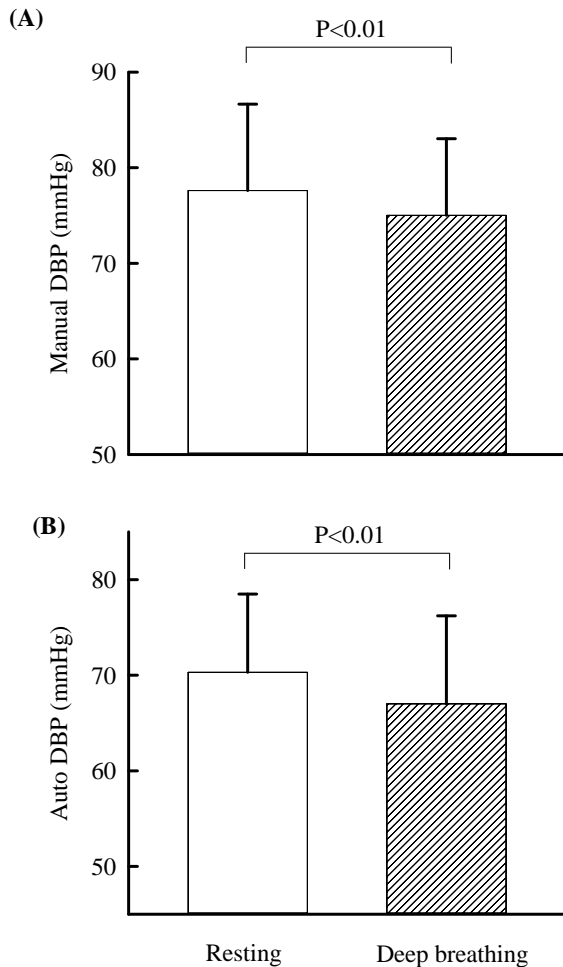 (A)
P<0.01
90
80
70
60
50
Manual DBP (mmHg)
(B)
P<0.01
80
70
60
50
Auto DBP (mmHg)
Resting
Deep breathing